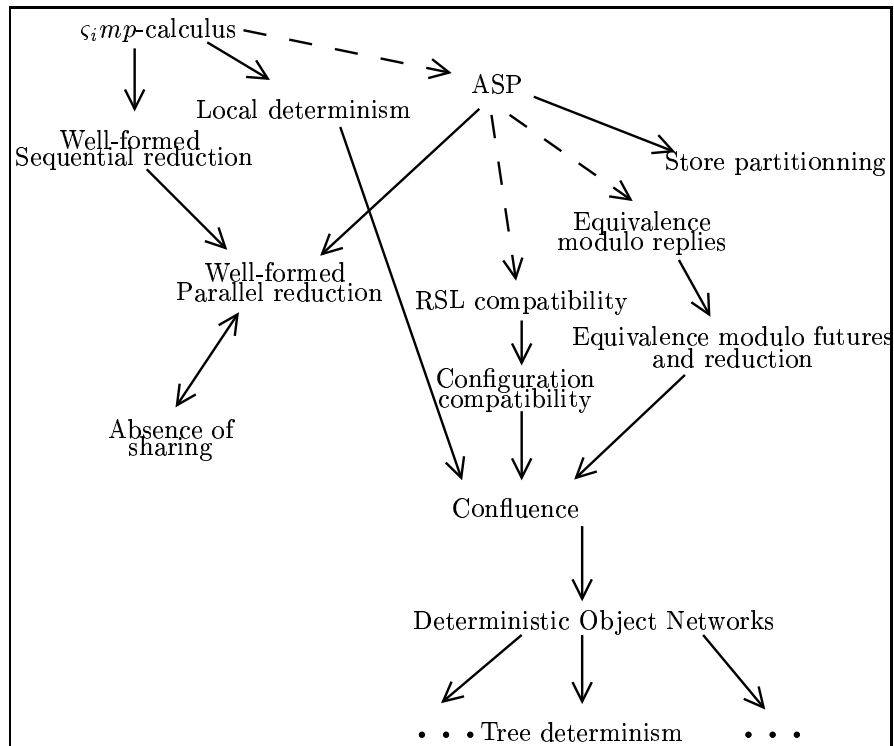 ςimp-calculus
ASP
Local determinism
Well-formed
Sequential reduction
Store partitionning
Equivalence
modulo replies
Well-formed
Parallel reduction
RSL compatibility
Equivalence modulo futures
and reduction
Configuration
compatibility
Absence of
sharing
Confluence
Deterministic Object Networks
• • • Tree determinism • • •